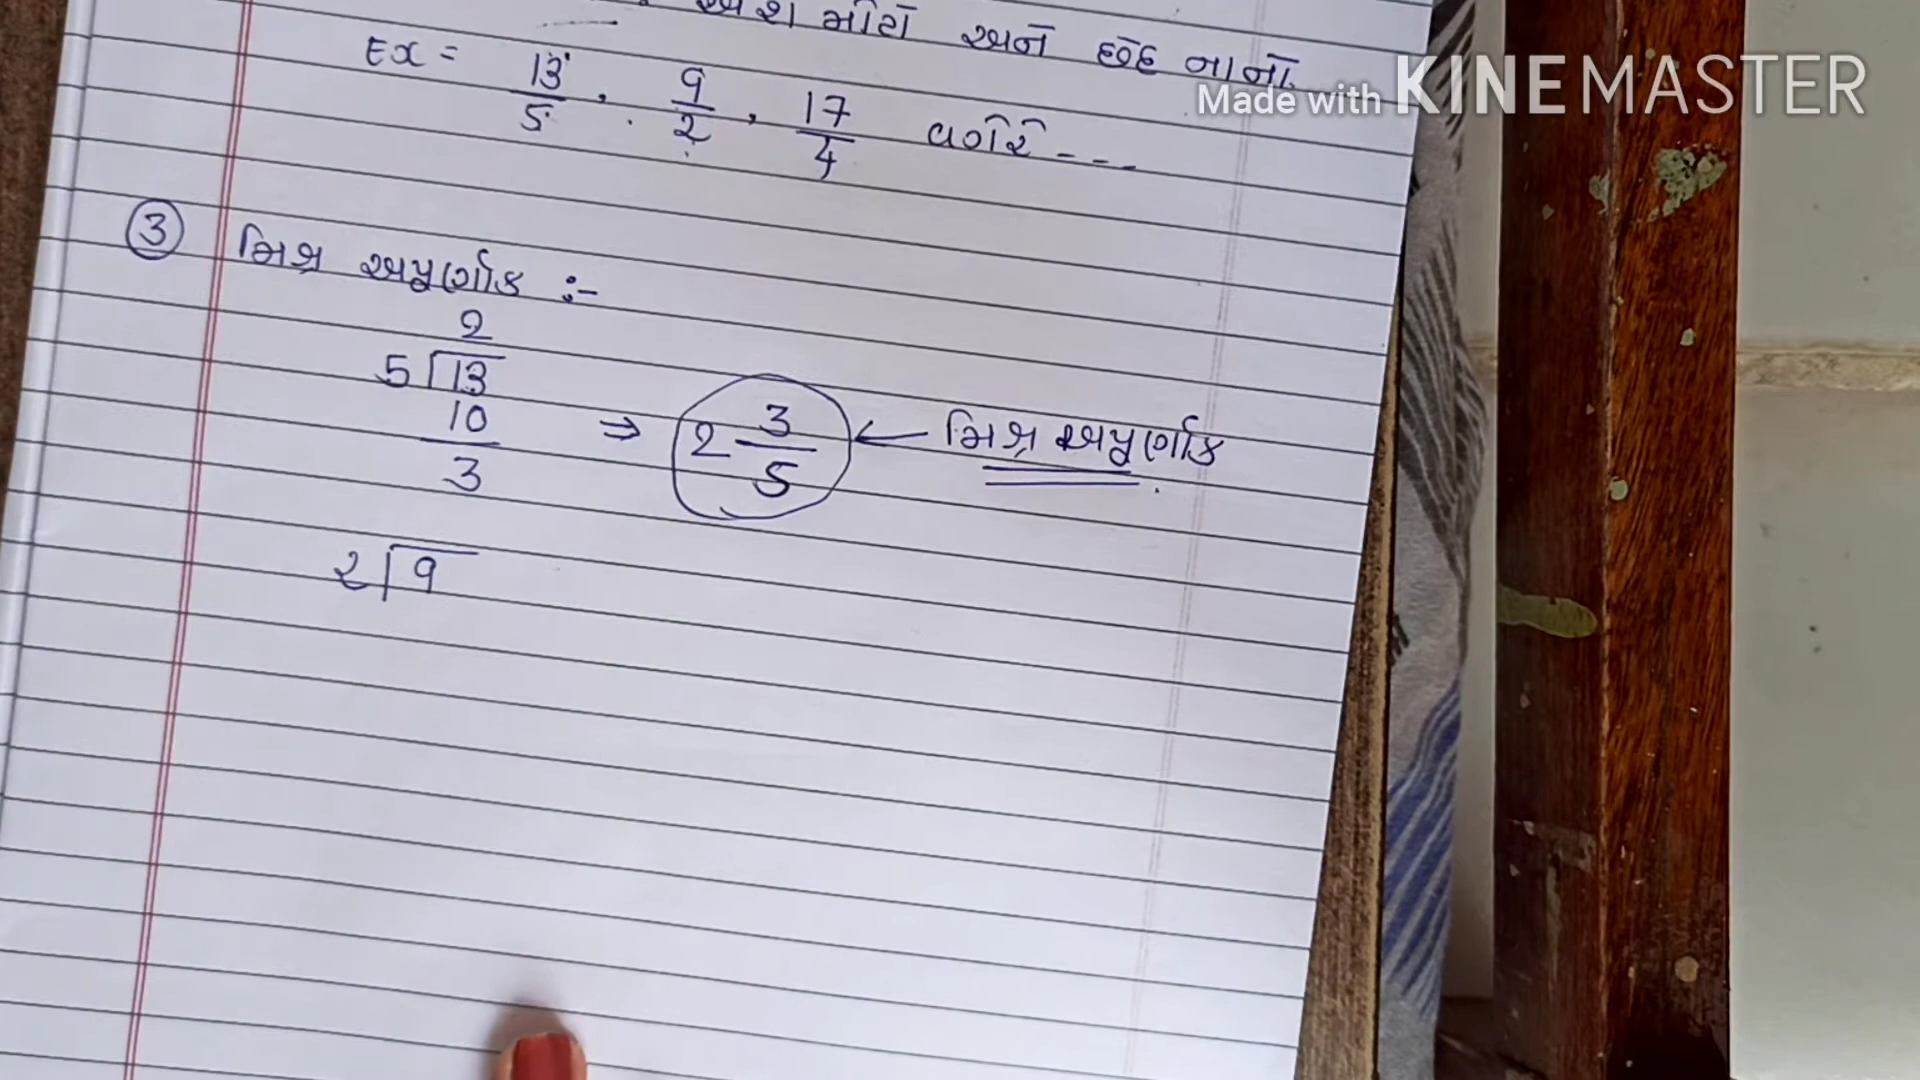 અંશ મોટો અને છેદ નાનો.
Made with KINEMASTER
Ex = 13/5, 9/2, 17/4 વગેરે ---
③ મિશ્ર અપૂર્ણાંક :-
2
5 | 13
10
3
⇒ 2 3/5 ← મિશ્ર અપૂર્ણાંક
2 | 9